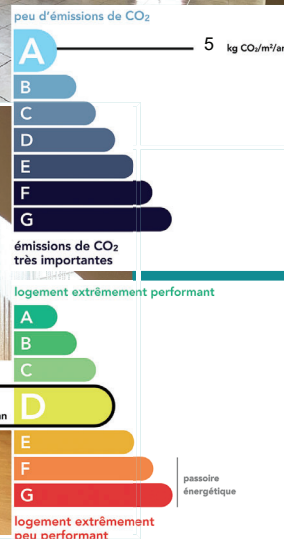 peu d'émissions de CO₂
A 5 kg CO₂/m²/an
B
C
D
E
F
G
émissions de CO₂
très importantes
logement extrêmement performant
A
B
C
an D
E
F
G
passoire
énergétique
logement extrêmement
peu performant